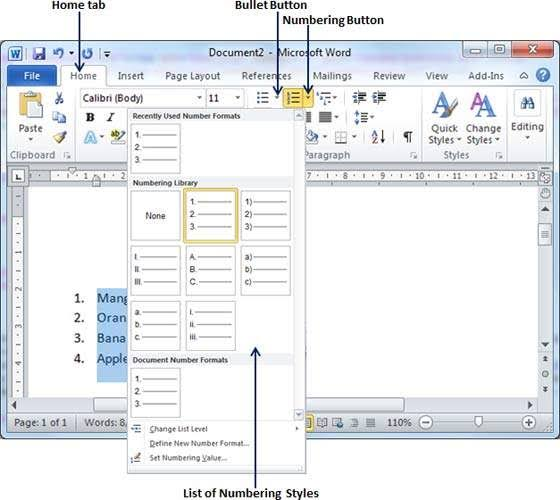 Home tab
Bullet Button
Numbering Button
Document2 - Microsoft Word
File Home Insert Page Layout References Mailings Review View Add-Ins
Calibri (Body) 11
Paste
B I
Quick Styles
Change Styles
Editing
Clipboard
Paragraph
Styles
Recently Used Number Formats
1.
2.
3.
Numbering Library
None
1.
2.
3.
1)
2)
3)
I.
II.
III.
A.
B.
C.
a)
b)
c)
a.
b.
c.
i.
ii.
iii.
1. Mang
2. Oran
3. Bana
4. Apple
Document Number Formats
1.
2.
3.
Change List Level
Define New Number Format...
Set Numbering Value...
Page: 1 of 1 Words: 8 110%
List of Numbering Styles